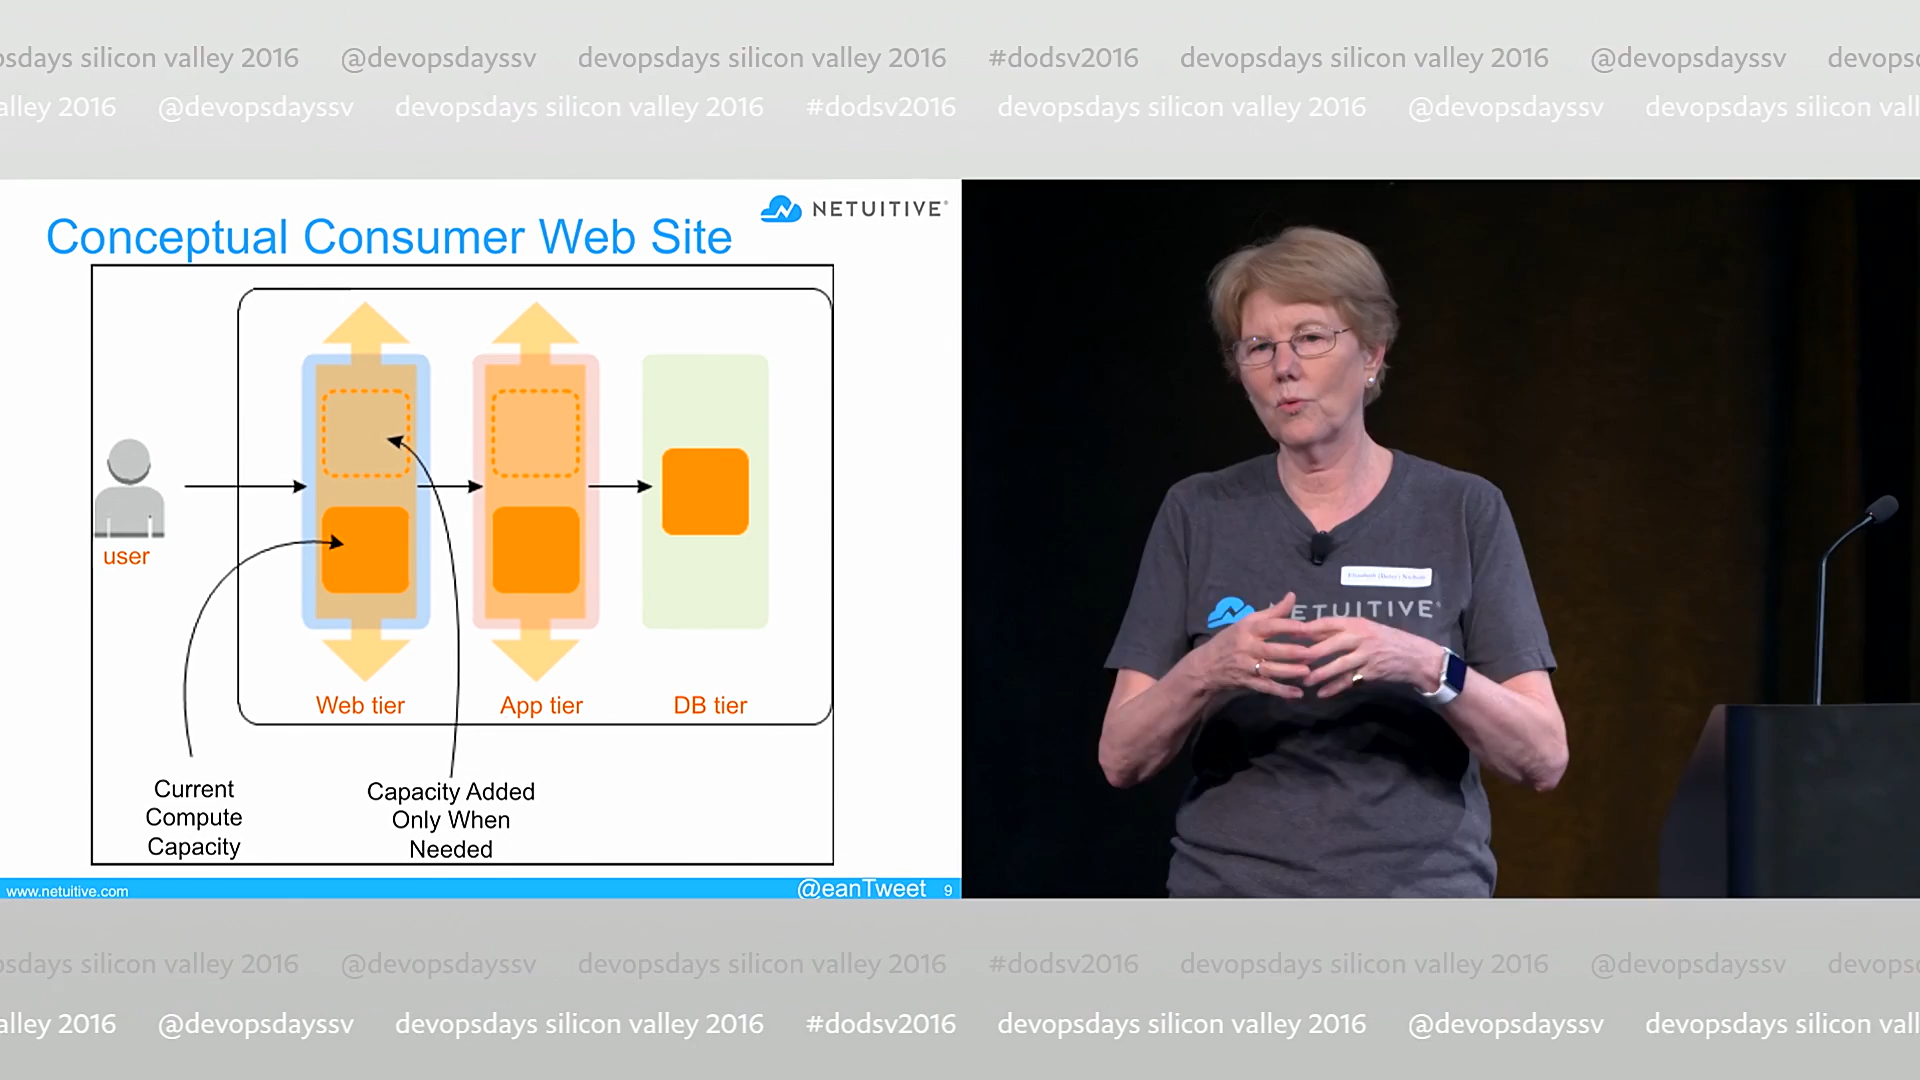 psdays silicon valley 2016 @devopsdayssv devopsdays silicon valley 2016 #dodsv2016 devopsdays silicon valley 2016 @devopsdayssv devops
alley 2016 @devopsdayssv devopsdays silicon valley 2016 #dodsv2016 devopsdays silicon valley 2016 @devopsdayssv devopsdays silicon vall
NETUITIVE®
Conceptual Consumer Web Site
user
Web tier App tier DB tier
Current
Compute
Capacity
Capacity Added
Only When
Needed
www.netuitive.com @eanTweet 9
NETUITIVE®
psdays silicon valley 2016 @devopsdayssv devopsdays silicon valley 2016 #dodsv2016 devopsdays silicon valley 2016 @devopsdayssv devops
alley 2016 @devopsdayssv devopsdays silicon valley 2016 #dodsv2016 devopsdays silicon valley 2016 @devopsdayssv devopsdays silicon vall